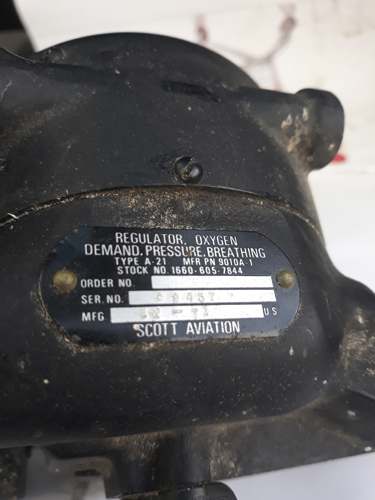 REGULATOR, OXYGEN
DEMAND, PRESSURE, BREATHING
TYPE A-21 MFR PN 9010A-1
STOCK NO. 1660-605-7844
ORDER NO.
SER. NO.
MFG US
SCOTT AVIATION